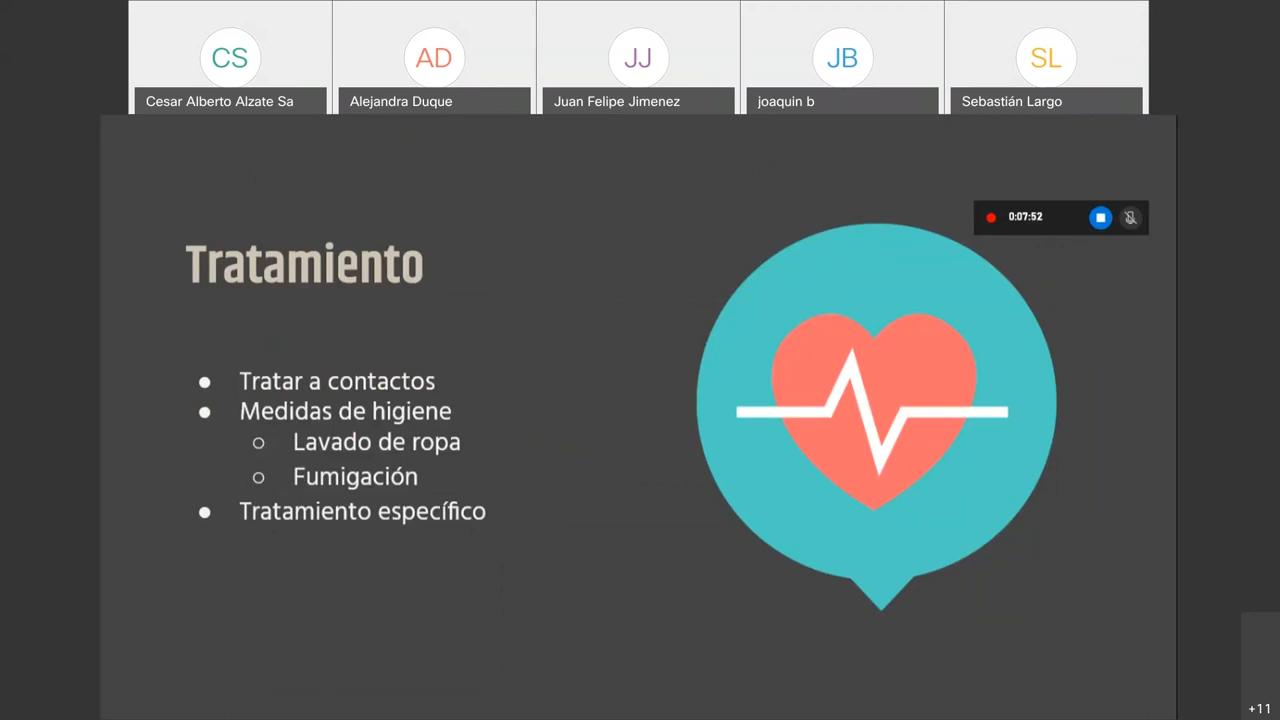 CS
AD
JJ
JB
SL
Cesar Alberto Alzate Sa
Alejandra Duque
Juan Felipe Jimenez
joaquin b
Sebastián Largo
0:07:52
Tratamiento
● Tratar a contactos
● Medidas de higiene
○ Lavado de ropa
○ Fumigación
● Tratamiento específico
+11